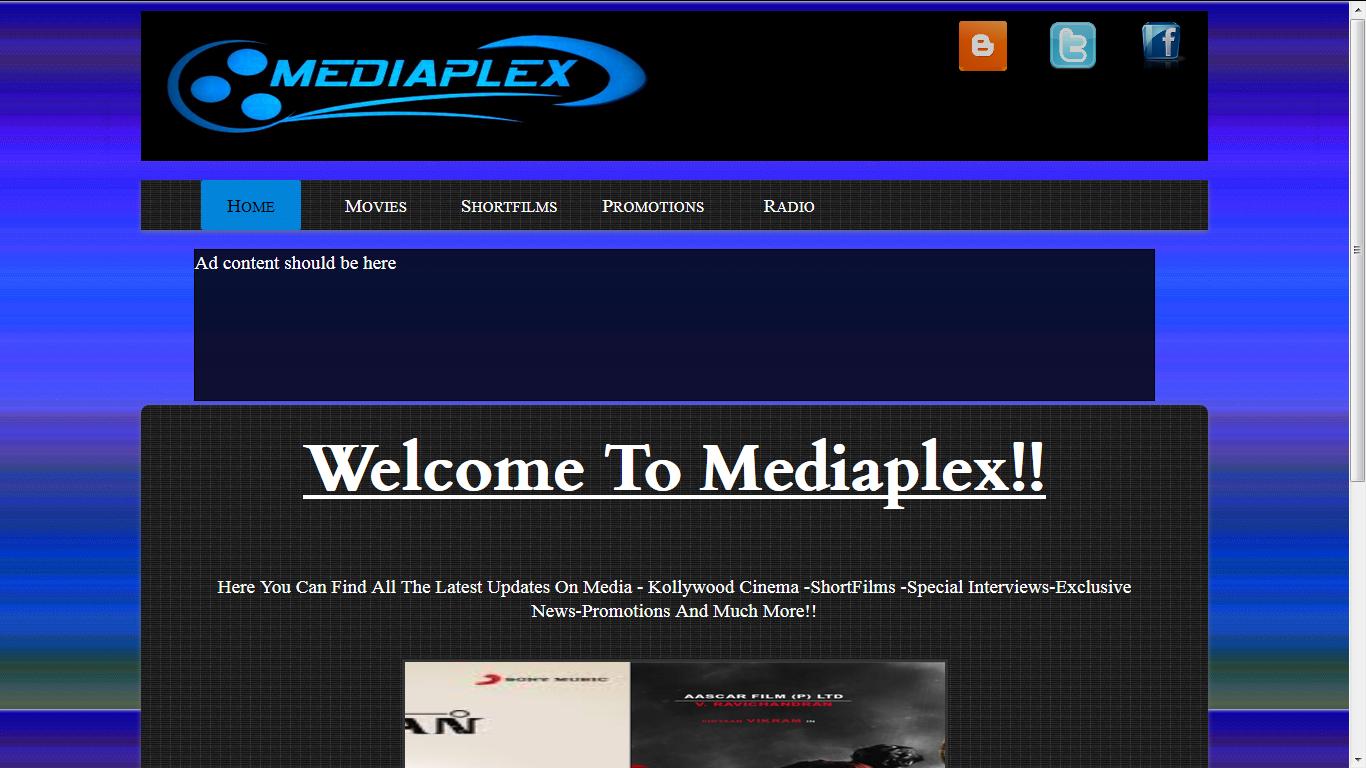 MEDIAPLEX
Home
Movies
Shortfilms
Promotions
Radio
Ad content should be here
Welcome To Mediaplex!!
Here You Can Find All The Latest Updates On Media - Kollywood Cinema -ShortFilms -Special Interviews-Exclusive
News-Promotions And Much More!!
SONY MUSIC
AN
AASCAR FILM (P) LTD
V. RAVICHANDRAN
VIKRAM IN